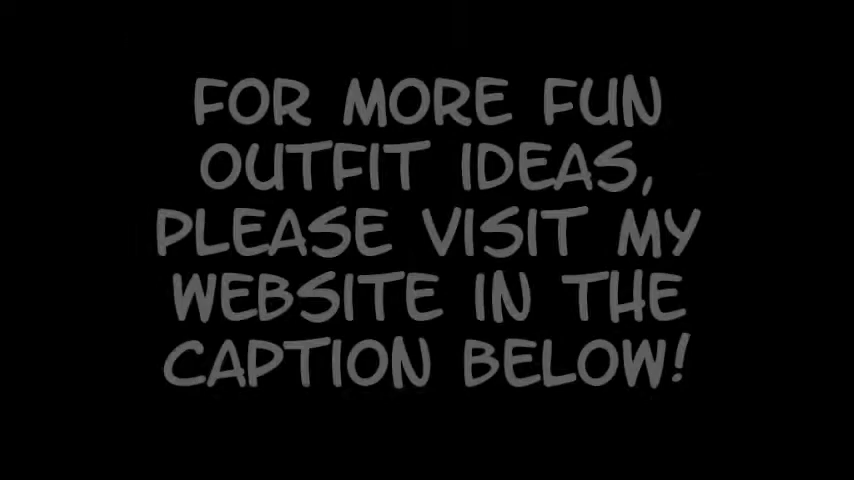 FOR MORE FUN
OUTFIT IDEAS,
PLEASE VISIT MY
WEBSITE IN THE
CAPTION BELOW!